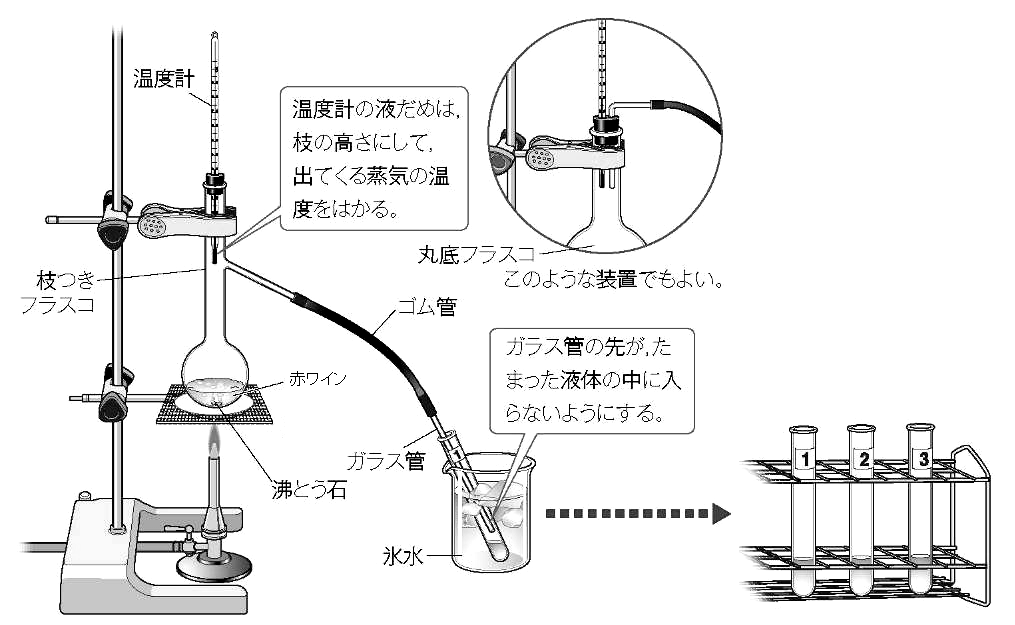 温度計
温度計の液だめは,
枝の高さにして,
出てくる蒸気の温
度をはかる。
丸底フラスコ
このような装置でもよい。
枝つき
フラスコ
ゴム管
ガラス管の先が,た
まった液体の中に入
らないようにする。
赤ワイン
ガラス管
沸とう石
氷水
1
1
2
3